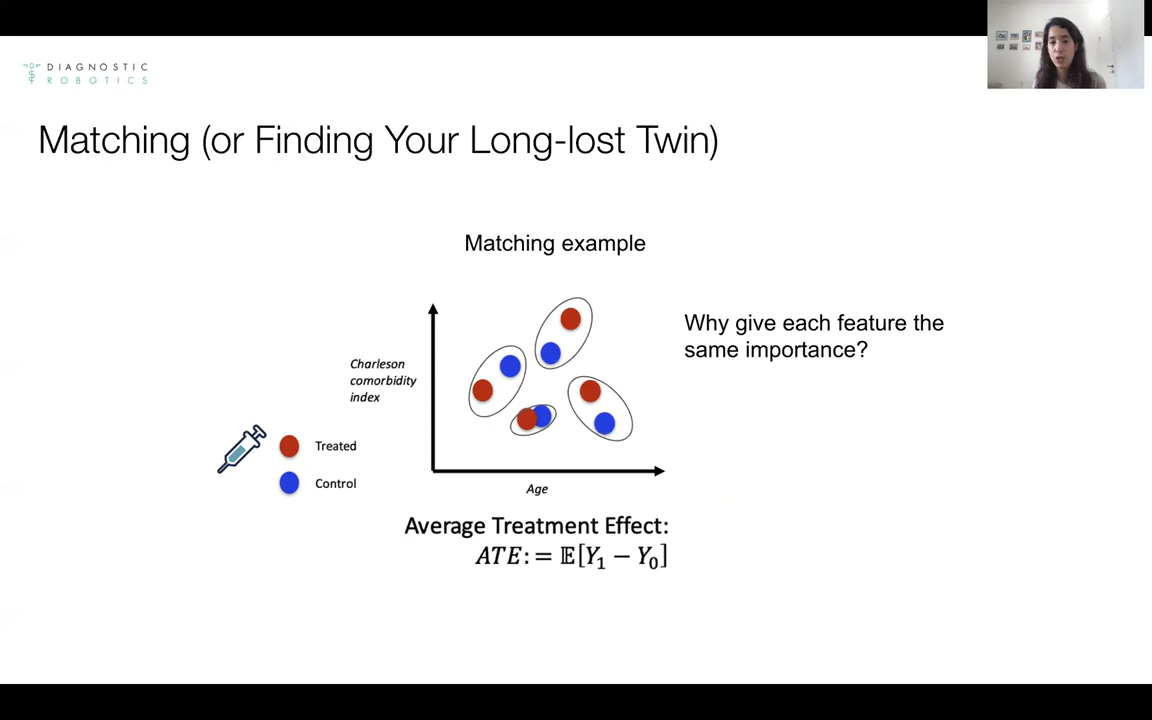 DIAGNOSTIC
ROBOTICS
Matching (or Finding Your Long-lost Twin)
Matching example
Why give each feature the
same importance?
Charleson
comorbidity
index
Treated
Control
Age
Average Treatment Effect:
ATE: = 𝔼[Y₁ − Y₀]